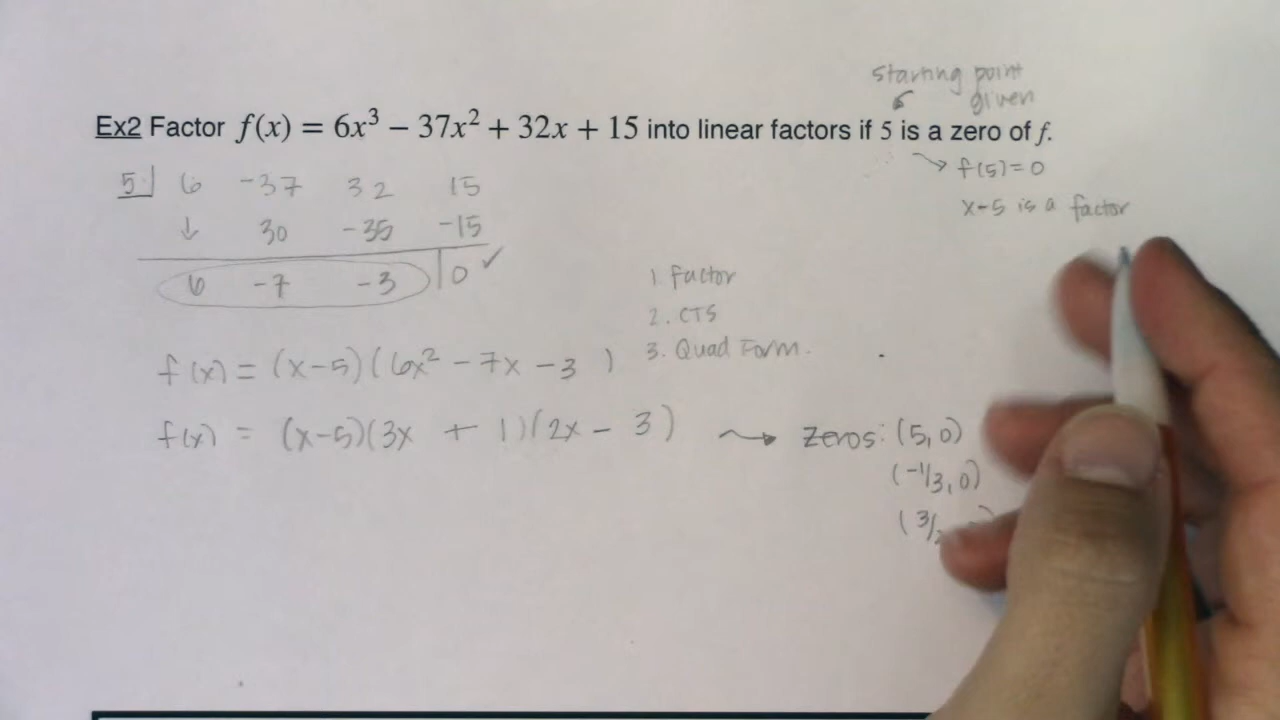 starting point
given
Ex2 Factor f(x) = 6x³ − 37x² + 32x + 15 into linear factors if 5 is a zero of f.
→ f(5)=0
x-5 is a factor
5 6 -37 32 15
↓ 30 -35 -15
6 -7 -3 0 ✓
1. Factor
2. CTS
3. Quad Form.
f(x) = (x-5)(6x² - 7x - 3 )
f(x) = (x-5)(3x + 1)(2x - 3) → zeros: (5,0)
(-1/3, 0)
(3/